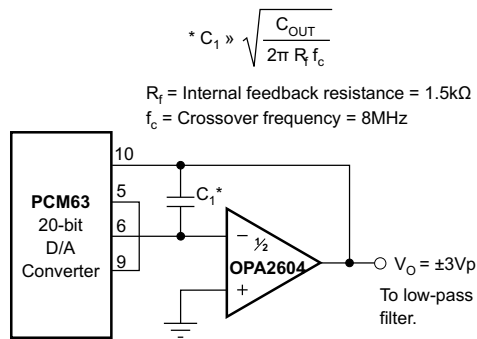 * C1 » √ COUT
2π Rf fc
Rf = Internal feedback resistance = 1.5kΩ
fc = Crossover frequency = 8MHz
10
PCM63
20-bit
D/A
Converter
5
6
9
C1*
–
½
OPA2604
+
VO = ±3Vp
To low-pass
filter.